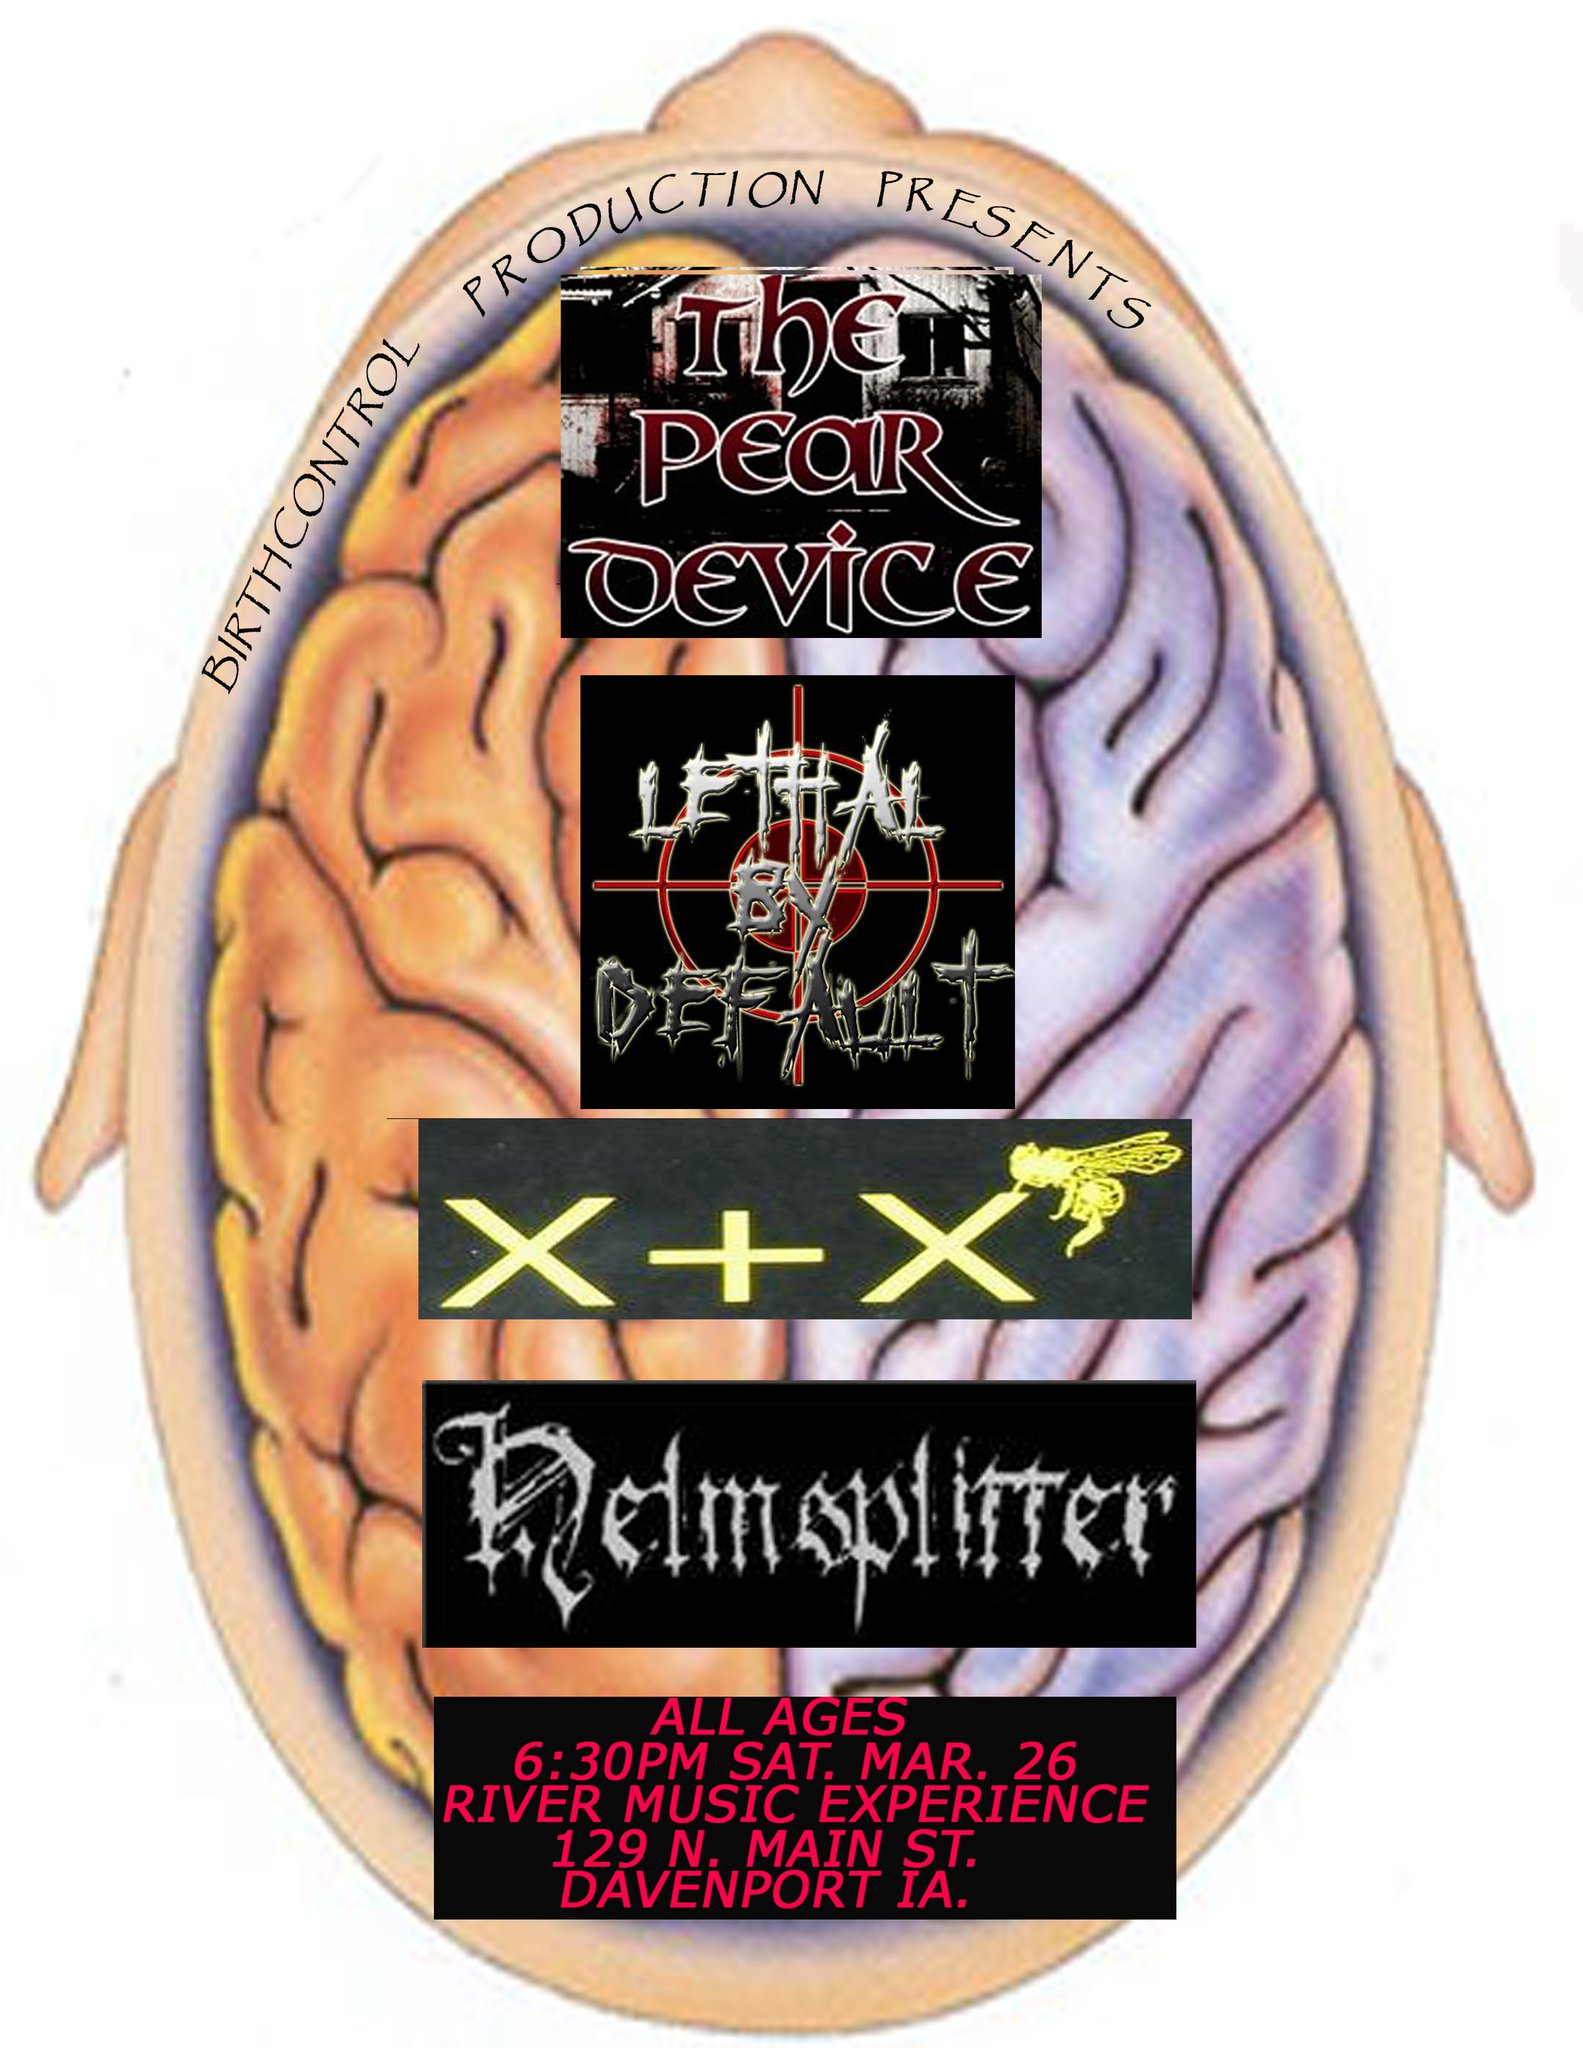 BIRTHCONTROL PRODUCTION PRESENTS
THE
PEAR
DEVICE
LETHAL
BY
DEFAULT
X+X
Helmsplitter
ALL AGES
6:30PM SAT. MAR. 26
RIVER MUSIC EXPERIENCE
129 N. MAIN ST.
DAVENPORT IA.